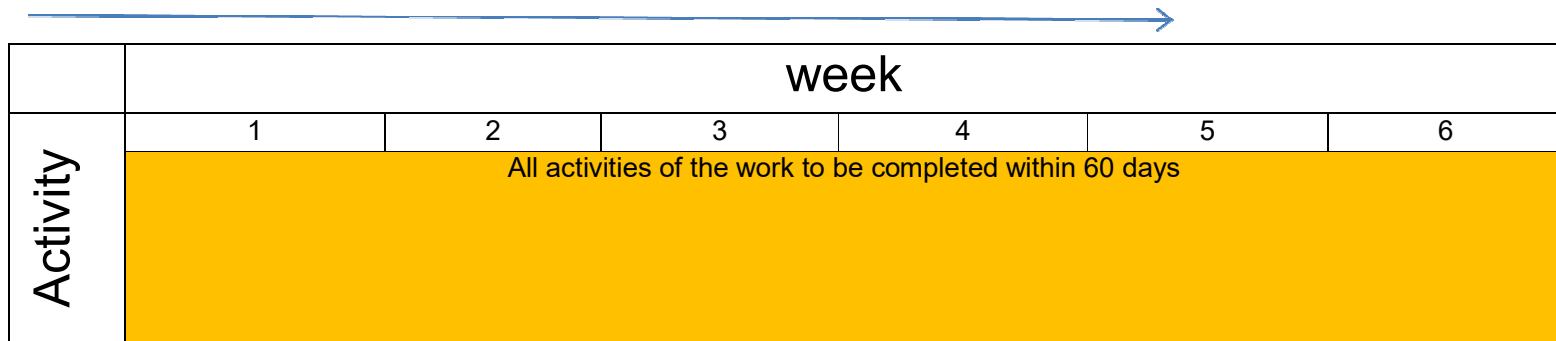 week
1 2 3 4 5 6
Activity
All activities of the work to be completed within 60 days